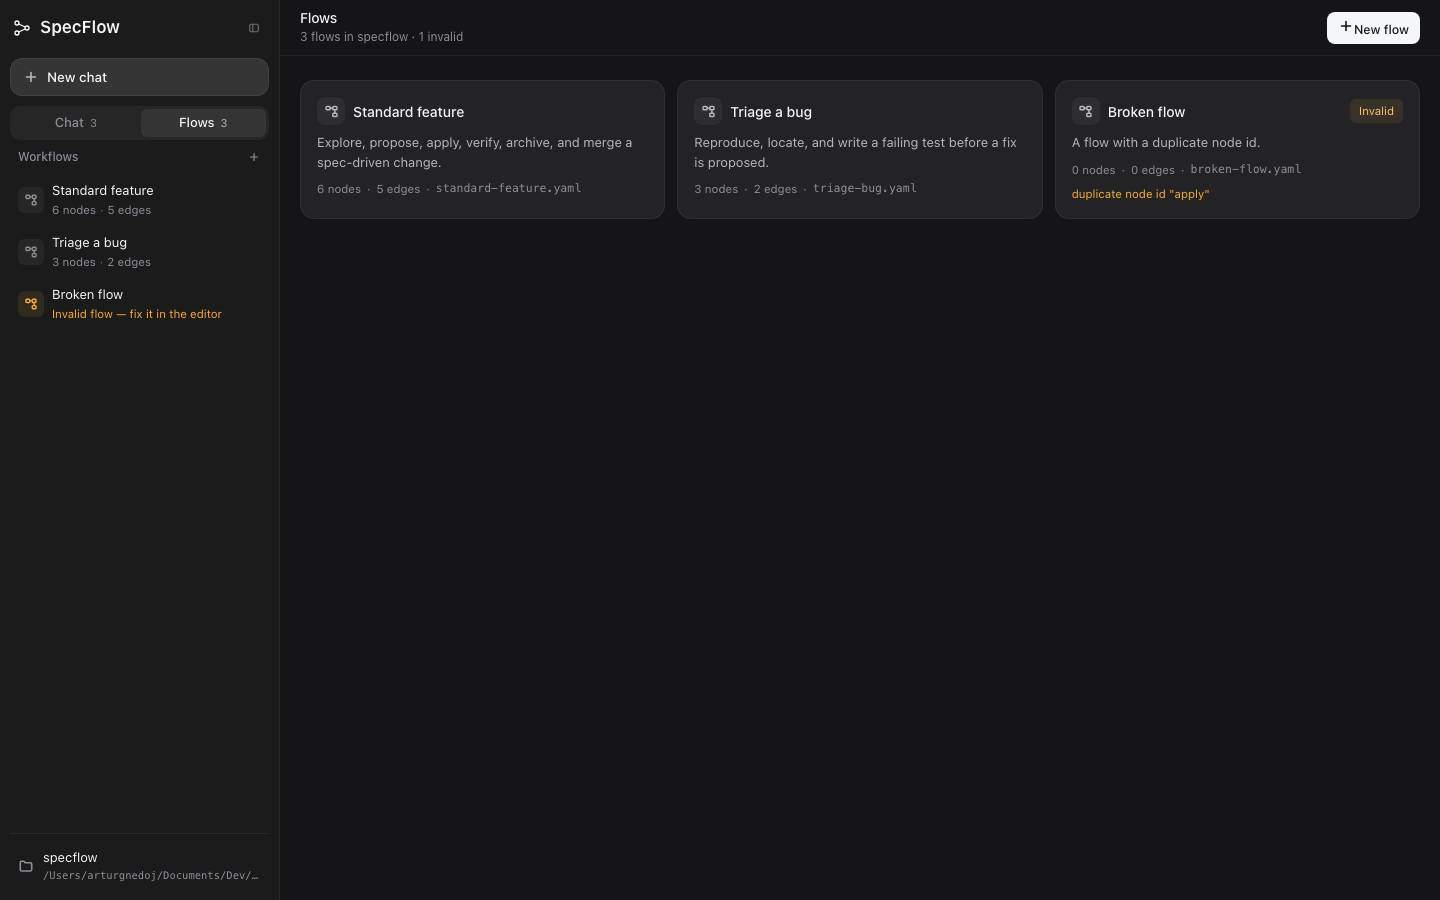 SpecFlow
New chat
Chat 3
Flows 3
Workflows
Standard feature
6 nodes · 5 edges
Triage a bug
3 nodes · 2 edges
Broken flow
Invalid flow — fix it in the editor
specflow
/Users/arturgnedoj/Documents/Dev/…
Flows
3 flows in specflow · 1 invalid
New flow
Standard feature
Explore, propose, apply, verify, archive, and merge a
spec-driven change.
6 nodes · 5 edges · standard-feature.yaml
Triage a bug
Reproduce, locate, and write a failing test before a fix
is proposed.
3 nodes · 2 edges · triage-bug.yaml
Broken flow
Invalid
A flow with a duplicate node id.
0 nodes · 0 edges · broken-flow.yaml
duplicate node id "apply"